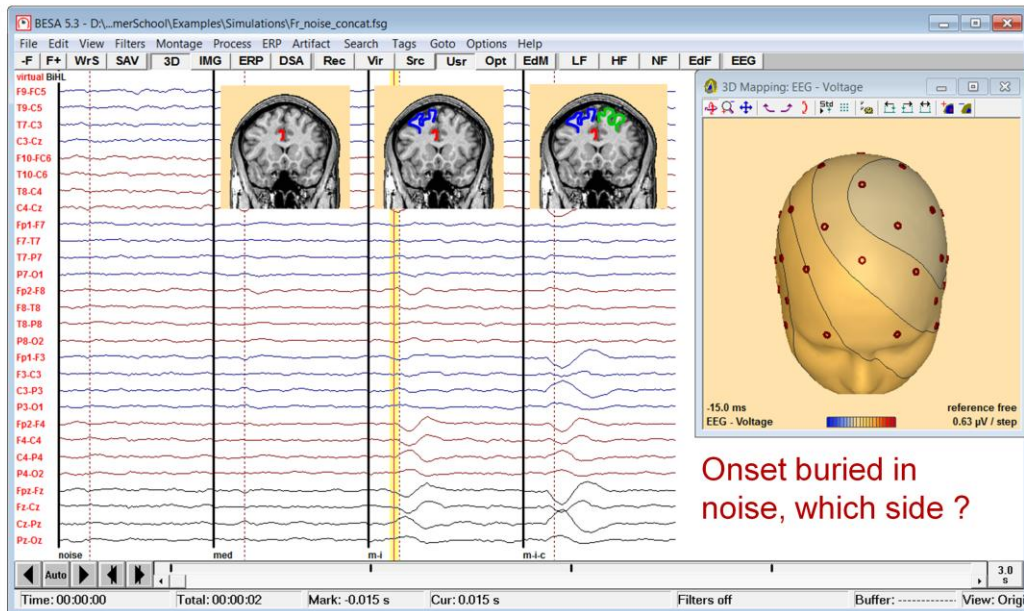 BESA 5.3 - D:\...merSchool\Examples\Simulations\Fr_noise_concat.fsg
File Edit View Filters Montage Process ERP Artifact Search Tags Goto Options Help
-F F+ WrS SAV 3D IMG ERP DSA Rec Vir Src Usr Opt EdM LF HF NF EdF EEG
virtual BiHL
F9-FC5
T9-C5
T7-C3
C3-Cz
F10-FC6
T10-C6
T8-C4
C4-Cz
Fp1-F7
F7-T7
T7-P7
P7-O1
Fp2-F8
F8-T8
T8-P8
P8-O2
Fp1-F3
F3-C3
C3-P3
P3-O1
Fp2-F4
F4-C4
C4-P4
P4-O2
Fpz-Fz
Fz-Cz
Cz-Pz
Pz-Oz
noise med m-i m-i-c
3D Mapping: EEG - Voltage
Std
-15.0 ms reference free
EEG - Voltage 0.63 µV / step
Onset buried in
noise, which side ?
Auto
3.0
s
Time: 00:00:00 Total: 00:00:02 Mark: -0.015 s Cur: 0.015 s Filters off Buffer: ------------- View: Origi